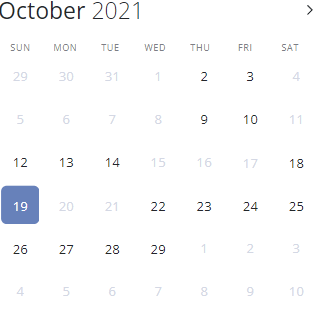 October 2021
SUN MON TUE WED THU FRI SAT
29 30 31 1 2 3 4
5 6 7 8 9 10 11
12 13 14 15 16 17 18
19 20 21 22 23 24 25
26 27 28 29 1 2 3
4 5 6 7 8 9 10